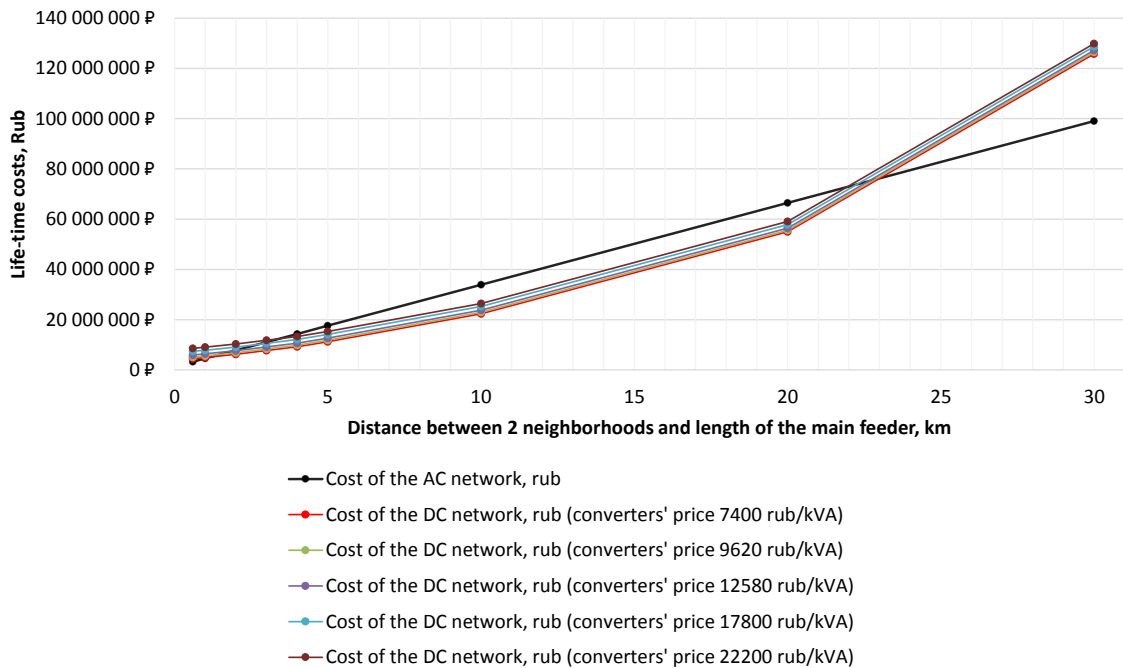 140 000 000 ₽
120 000 000 ₽
100 000 000 ₽
80 000 000 ₽
60 000 000 ₽
40 000 000 ₽
20 000 000 ₽
0 ₽
Life-time costs, Rub
0 5 10 15 20 25 30
Distance between 2 neighborhoods and length of the main feeder, km
Cost of the AC network, rub
Cost of the DC network, rub (converters' price 7400 rub/kVA)
Cost of the DC network, rub (converters' price 9620 rub/kVA)
Cost of the DC network, rub (converters' price 12580 rub/kVA)
Cost of the DC network, rub (converters' price 17800 rub/kVA)
Cost of the DC network, rub (converters' price 22200 rub/kVA)